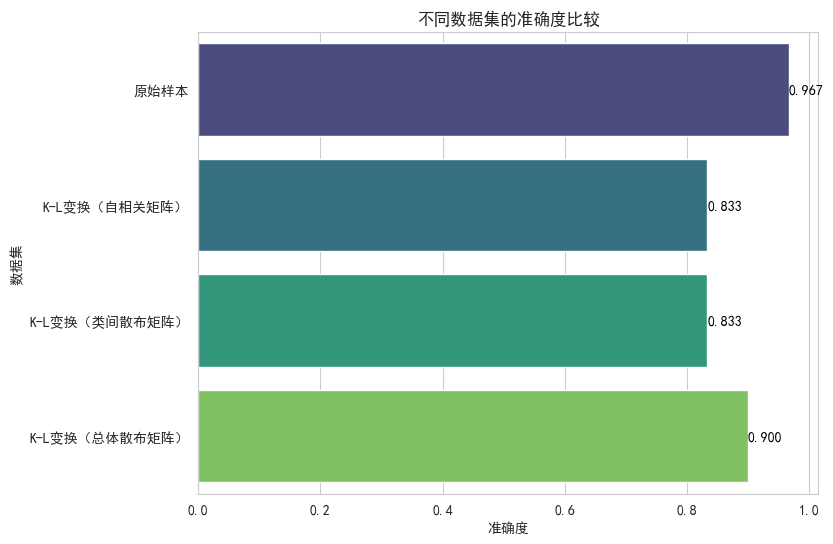 不同数据集的准确度比较
原始样本
0.967
K-L变换（自相关矩阵）
0.833
数据集
K-L变换（类间散布矩阵）
0.833
K-L变换（总体散布矩阵）
0.900
0.0 0.2 0.4 0.6 0.8 1.0
准确度